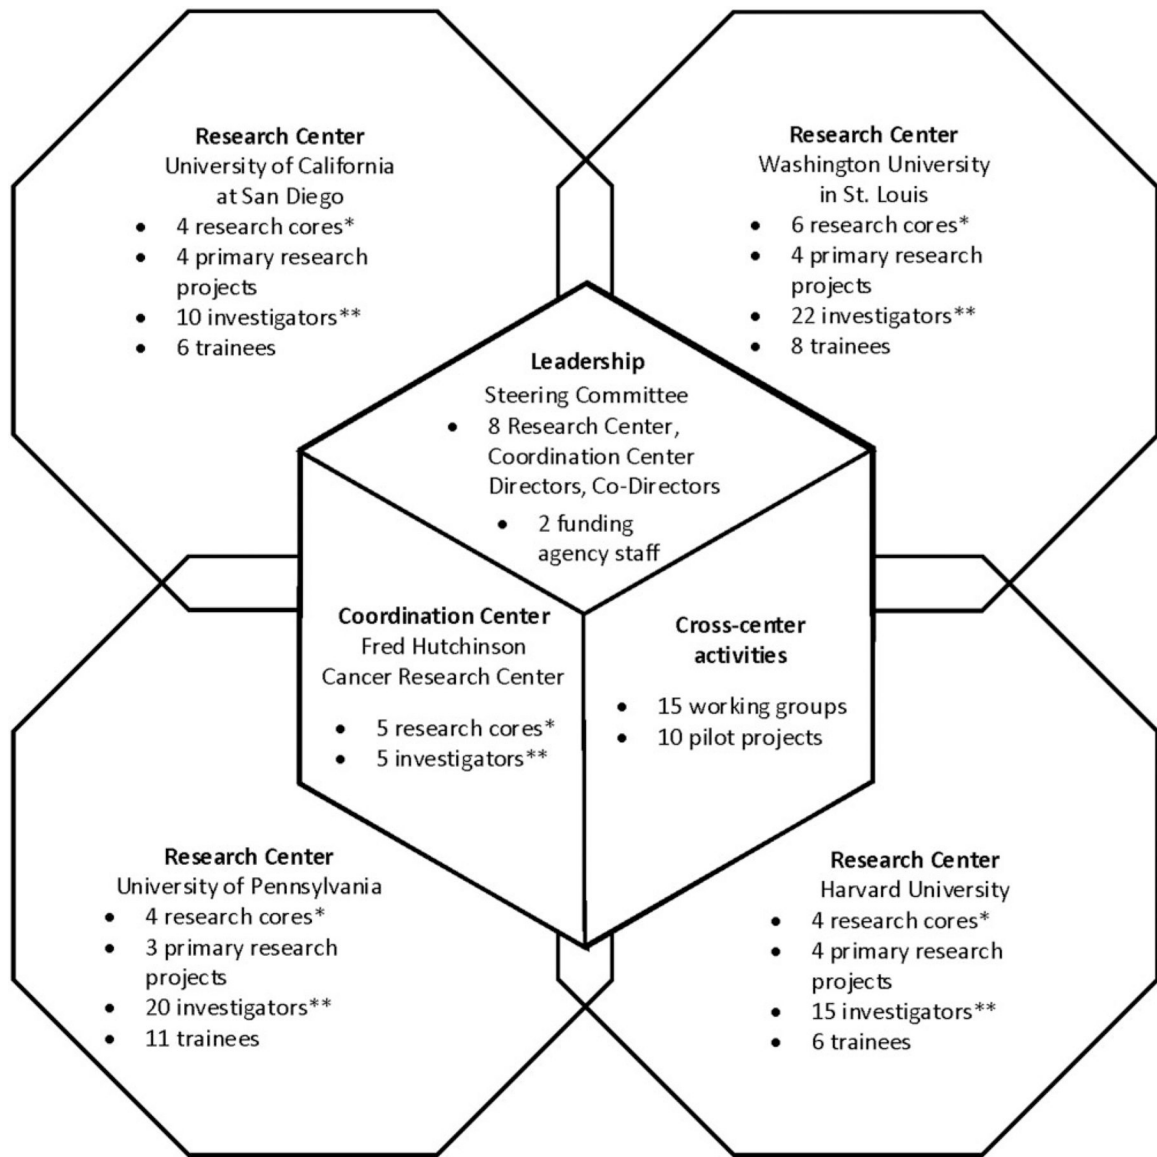 Research Center
University of California
at San Diego
• 4 research cores*
• 4 primary research
projects
• 10 investigators**
• 6 trainees
Research Center
Washington University
in St. Louis
• 6 research cores*
• 4 primary research
projects
• 22 investigators**
• 8 trainees
Leadership
Steering Committee
• 8 Research Center,
Coordination Center
Directors, Co-Directors
• 2 funding
agency staff
Coordination Center
Fred Hutchinson
Cancer Research Center
• 5 research cores*
• 5 investigators**
Cross-center
activities
• 15 working groups
• 10 pilot projects
Research Center
University of Pennsylvania
• 4 research cores*
• 3 primary research
projects
• 20 investigators**
• 11 trainees
Research Center
Harvard University
• 4 research cores*
• 4 primary research
projects
• 15 investigators**
• 6 trainees